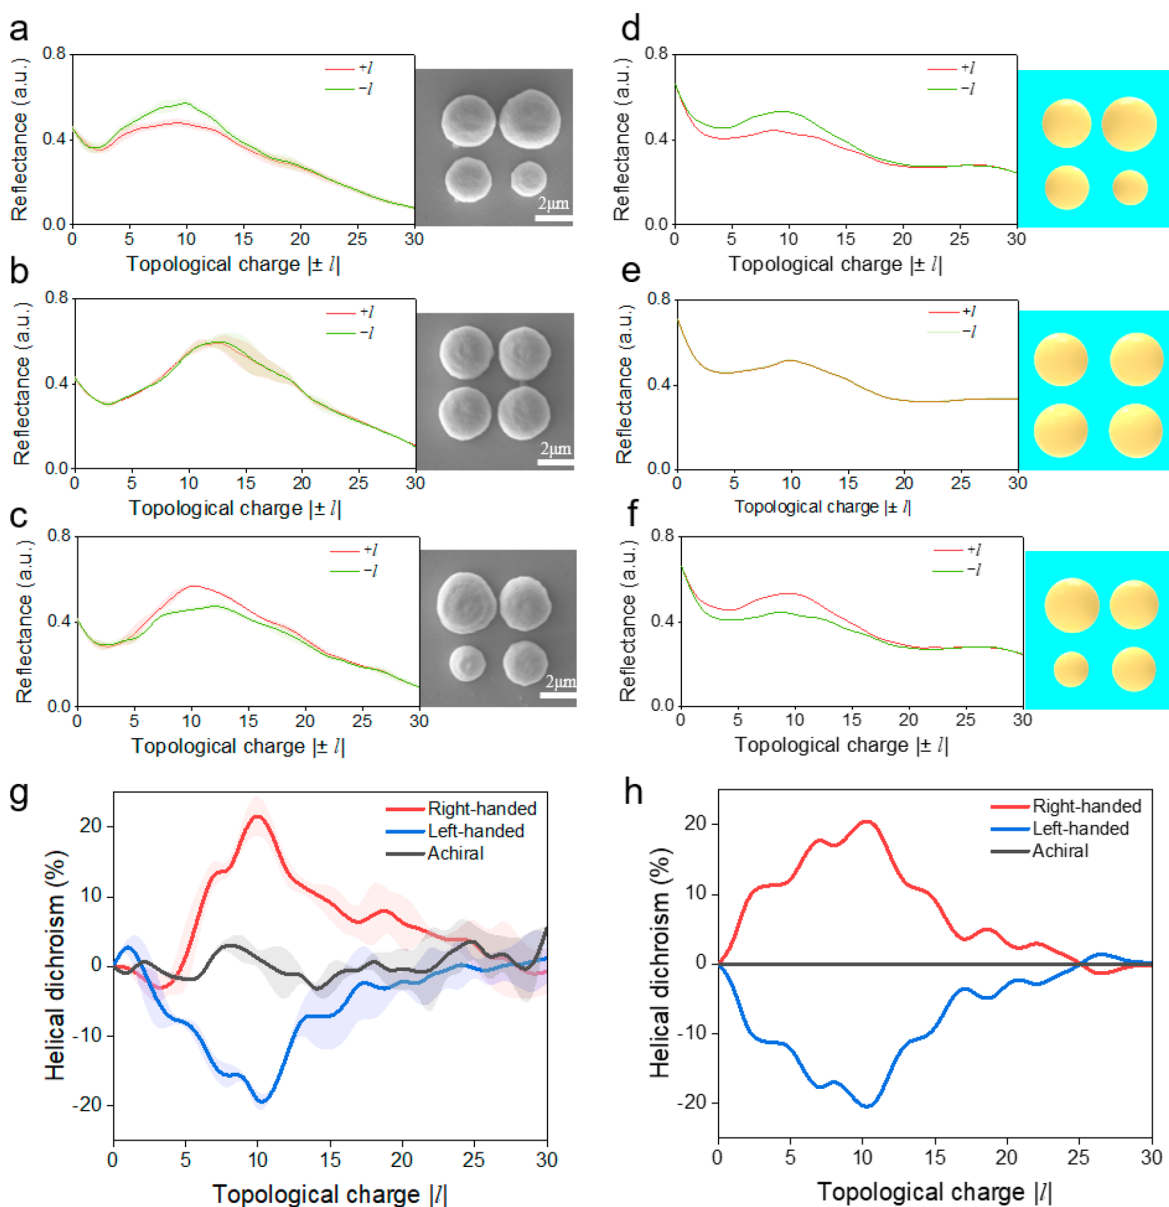 a
Reflectance (a.u.)
0.8
0.4
0.0
+l
−l
2μm
0 5 10 15 20 25 30
Topological charge |± l|
d
Reflectance (a.u.)
0.8
0.4
0.0
+l
−l
0 5 10 15 20 25 30
Topological charge |± l|
b
Reflectance (a.u.)
0.8
0.4
0.0
+l
−l
2μm
0 5 10 15 20 25 30
Topological charge |± l|
e
Reflectance (a.u.)
0.8
0.4
0.0
+l
−l
0 5 10 15 20 25 30
Topological charge |± l|
c
Reflectance (a.u.)
0.8
0.4
0.0
+l
−l
2μm
0 5 10 15 20 25 30
Topological charge |± l|
f
Reflectance (a.u.)
0.8
0.4
0.0
+l
−l
0 5 10 15 20 25 30
Topological charge |± l|
g
Helical dichroism (%)
20
10
0
-10
-20
Right-handed
Left-handed
Achiral
0 5 10 15 20 25 30
Topological charge |l|
h
Helical dichroism (%)
20
10
0
-10
-20
Right-handed
Left-handed
Achiral
0 5 10 15 20 25 30
Topological charge |l|